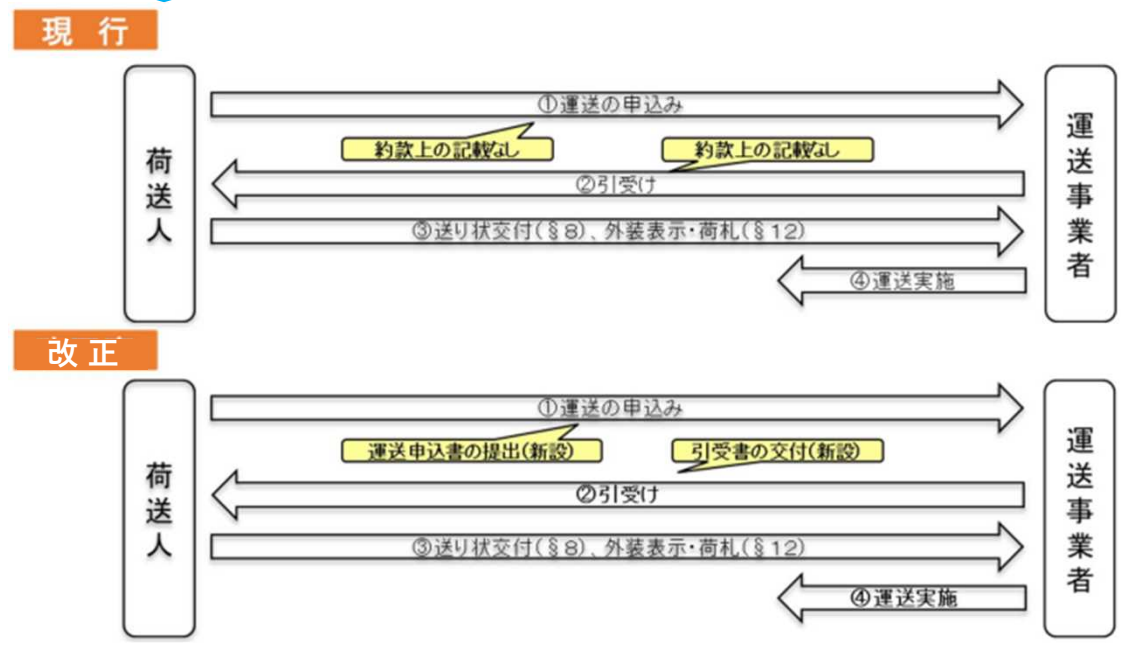 現 行
荷送人
①運送の申込み
約款上の記載なし
約款上の記載なし
②引受け
③送り状交付(§8)、外装表示・荷札(§12)
④運送実施
運送事業者
改 正
荷送人
①運送の申込み
運送申込書の提出(新設)
引受書の交付(新設)
②引受け
③送り状交付(§8)、外装表示・荷札(§12)
④運送実施
運送事業者